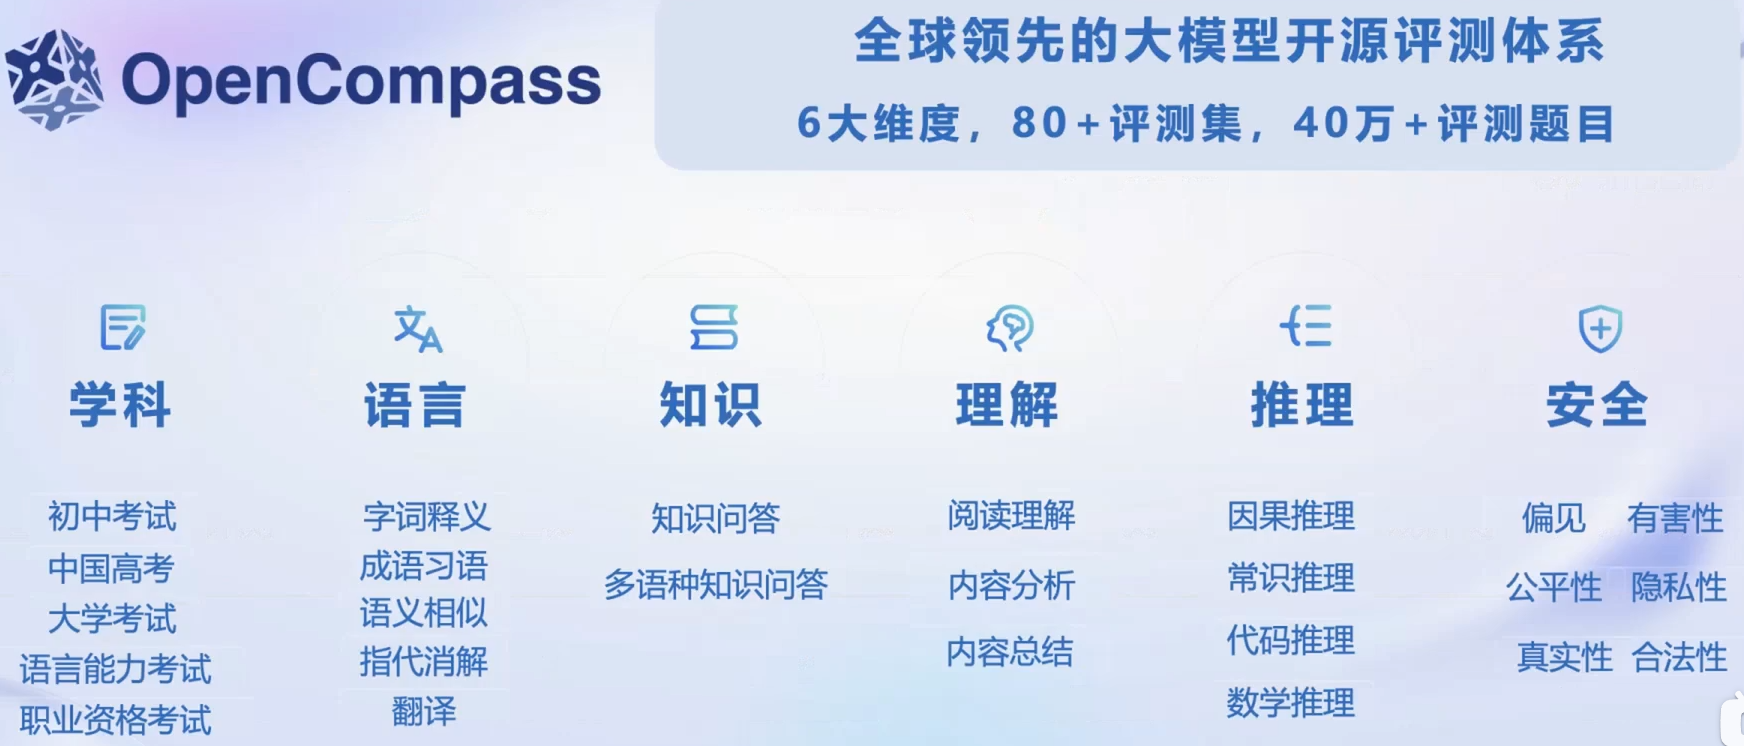 OpenCompass
全球领先的大模型开源评测体系
6大维度，80+评测集，40万+评测题目
学科
初中考试
中国高考
大学考试
语言能力考试
职业资格考试
语言
字词释义
成语习语
语义相似
指代消解
翻译
知识
知识问答
多语种知识问答
理解
阅读理解
内容分析
内容总结
推理
因果推理
常识推理
代码推理
数学推理
安全
偏见 有害性
公平性 隐私性
真实性 合法性